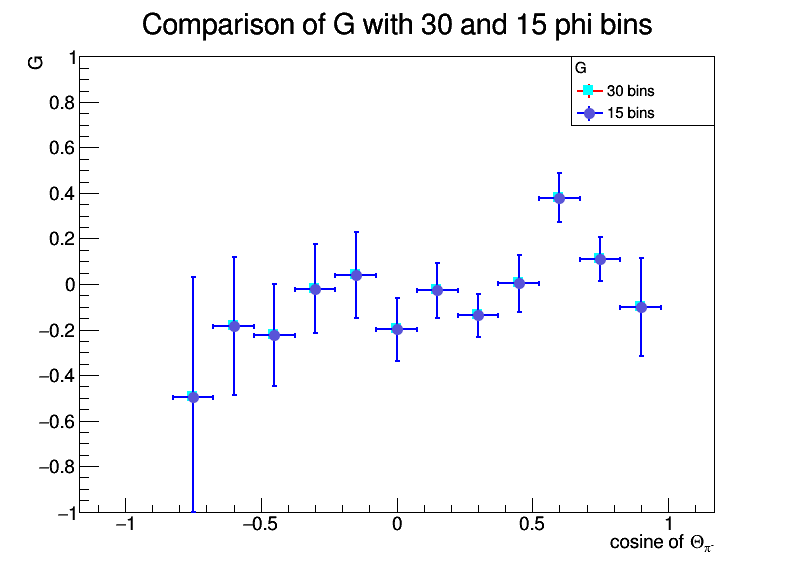 Comparison of G with 30 and 15 phi bins
G
1
0.8
0.6
0.4
0.2
0
−0.2
−0.4
−0.6
−0.8
−1
G
30 bins
15 bins
−1
−0.5
0
0.5
1
cosine of Θπ-